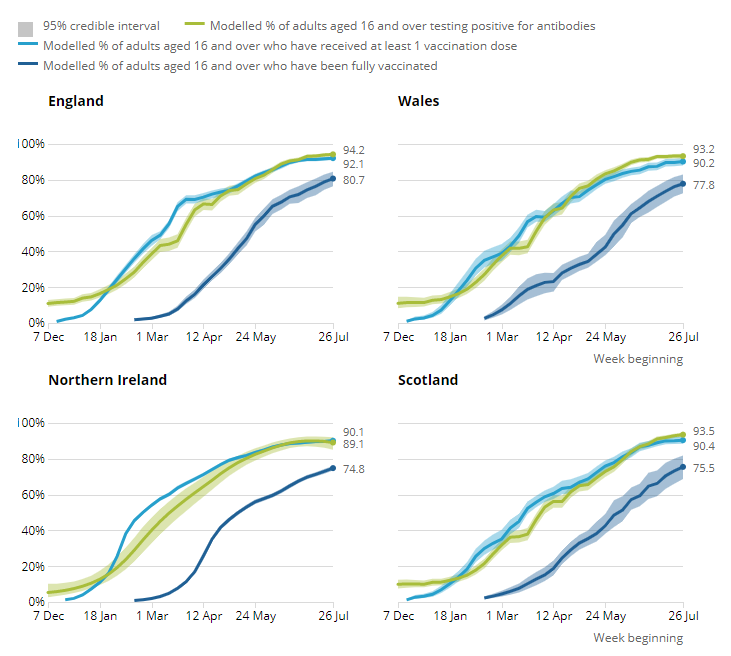 95% credible interval Modelled % of adults aged 16 and over testing positive for antibodies
Modelled % of adults aged 16 and over who have received at least 1 vaccination dose
Modelled % of adults aged 16 and over who have been fully vaccinated
England
100%
80%
60%
40%
20%
0%
94.2
92.1
80.7
7 Dec 18 Jan 1 Mar 12 Apr 24 May 26 Jul
Wales
93.2
90.2
77.8
7 Dec 18 Jan 1 Mar 12 Apr 24 May 26 Jul
Week beginning
Northern Ireland
100%
80%
60%
40%
20%
0%
90.1
89.1
74.8
7 Dec 18 Jan 1 Mar 12 Apr 24 May 26 Jul
Scotland
93.5
90.4
75.5
7 Dec 18 Jan 1 Mar 12 Apr 24 May 26 Jul
Week beginning